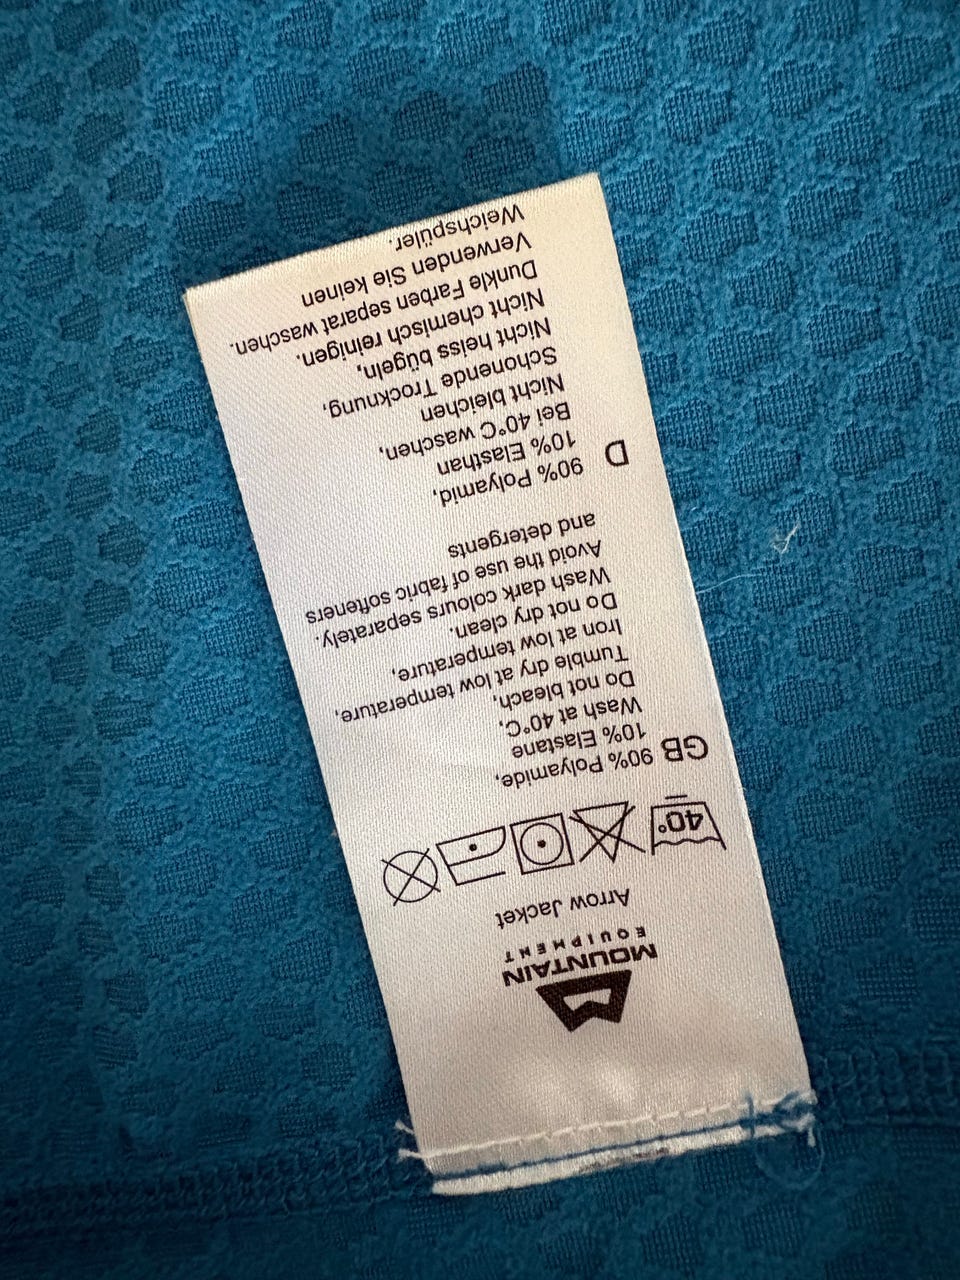 MOUNTAIN
EQUIPMENT
Arrow Jacket
40°
GB
90% Polyamide,
10% Elastane
Wash at 40°C,
Do not bleach,
Tumble dry at low temperature,
Iron at low temperature,
Do not dry clean.
Wash dark colours separately.
Avoid the use of fabric softeners
and detergents
D
90% Polyamid,
10% Elasthan
Bei 40°C waschen,
Nicht bleichen
Schonende Trocknung,
Nicht heiss bügeln,
Nicht chemisch reinigen.
Dunkle Farben separat waschen.
Verwenden Sie keinen
Weichspüler.